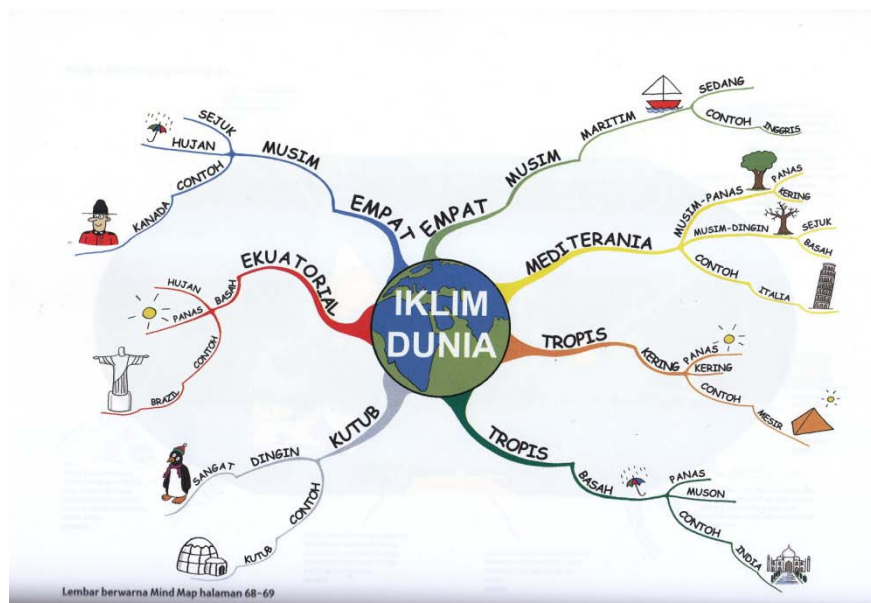 IKLIM
DUNIA
EMPAT MUSIM
SEJUK
HUJAN
CONTOH
KANADA
EMPAT MUSIM
MARITIM
SEDANG
CONTOH
INGGRIS
MEDITERANIA
MUSIM-PANAS
PANAS
KERING
MUSIM-DINGIN
SEJUK
BASAH
CONTOH
ITALIA
TROPIS
KERING
PANAS
KERING
CONTOH
MESIR
TROPIS
BASAH
PANAS
MUSON
CONTOH
INDIA
KUTUB
DINGIN
SANGAT
CONTOH
KUTUB
EKUATORIAL
BASAH
HUJAN
PANAS
CONTOH
BRAZIL
Lembar berwarna Mind Map halaman 68-69